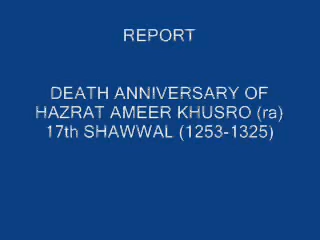 REPORT
DEATH ANNIVERSARY OF
HAZRAT AMEER KHUSRO (ra)
17th SHAWWAL (1253-1325)